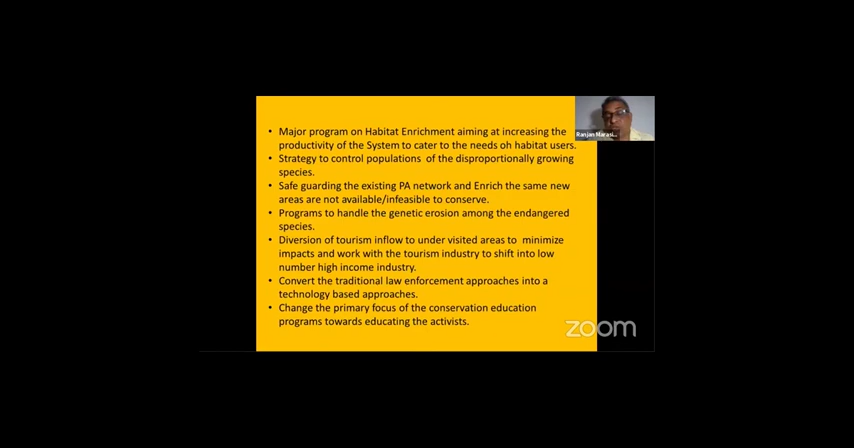 Ranjan Marasi...
• Major program on Habitat Enrichment aiming at increasing the
productivity of the System to cater to the needs oh habitat users.
• Strategy to control populations of the disproportionally growing
species.
• Safe guarding the existing PA network and Enrich the same new
areas are not available/infeasible to conserve.
• Programs to handle the genetic erosion among the endangered
species.
• Diversion of tourism inflow to under visited areas to minimize
impacts and work with the tourism industry to shift into low
number high income industry.
• Convert the traditional law enforcement approaches into a
technology based approaches.
• Change the primary focus of the conservation education
programs towards educating the activists.
zoom